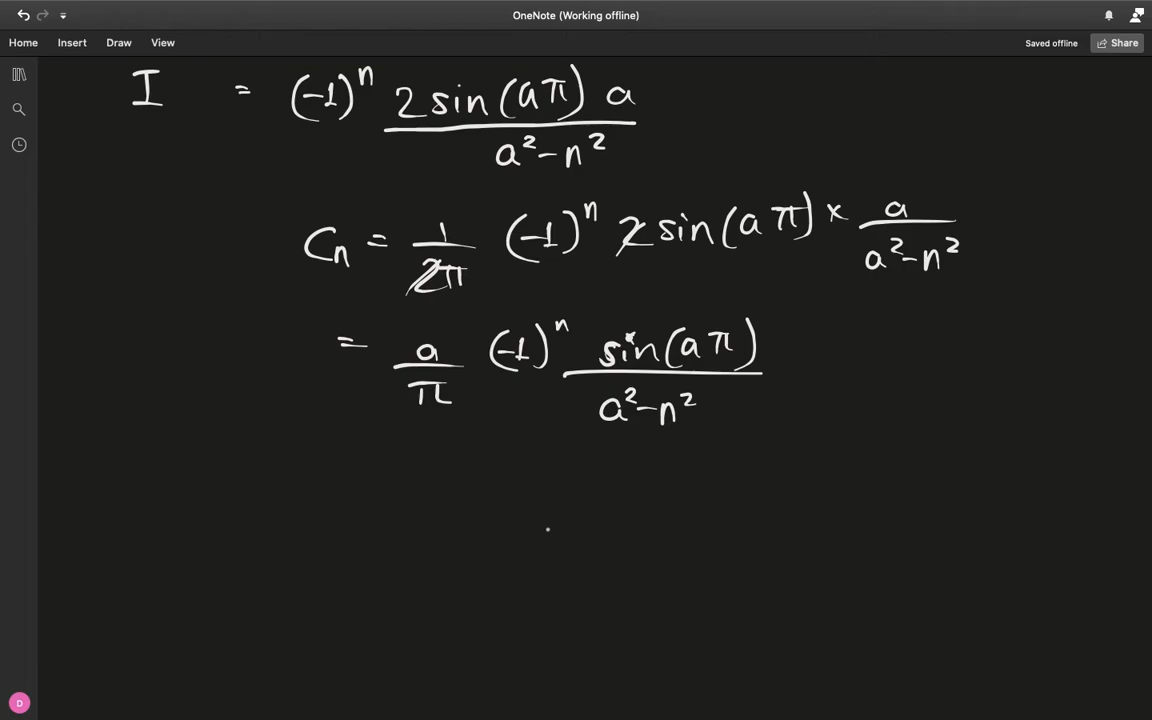 OneNote (Working offline)
Home Insert Draw View Saved offline Share
I = (-1)^n 2 sin(aπ) a / a²-n²
Cn = 1/2π (-1)^n 2 sin(aπ) × a/a²-n²
= a/π (-1)^n sin(aπ)/a²-n²
D